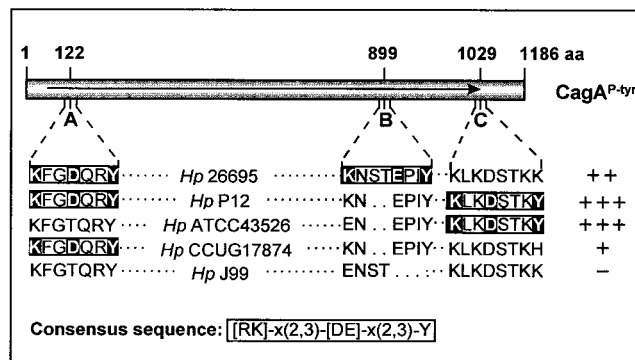 1 122 899 1029 1186 aa
CagA^P-tyr
A B C
KFGDQRY ······ Hp 26695 ········ KNSTEPIY ·· KLKDSTKK ++
KFGDQRY ········ Hp P12 ·········· KN . . EPIY ·· KLKDSTKY +++
KFGTQRY ·· Hp ATCC43526 ···· EN . . EPIY ·· KLKDSTKY +++
KFGDQRY ·· Hp CCUG17874 ···· KN . . EPIY ·· KLKDSTKH +
KFGTQRY ········ Hp J99 ·········· ENST . . . : ·· KLKDSTKK −
Consensus sequence: [RK]-x(2,3)-[DE]-x(2,3)-Y